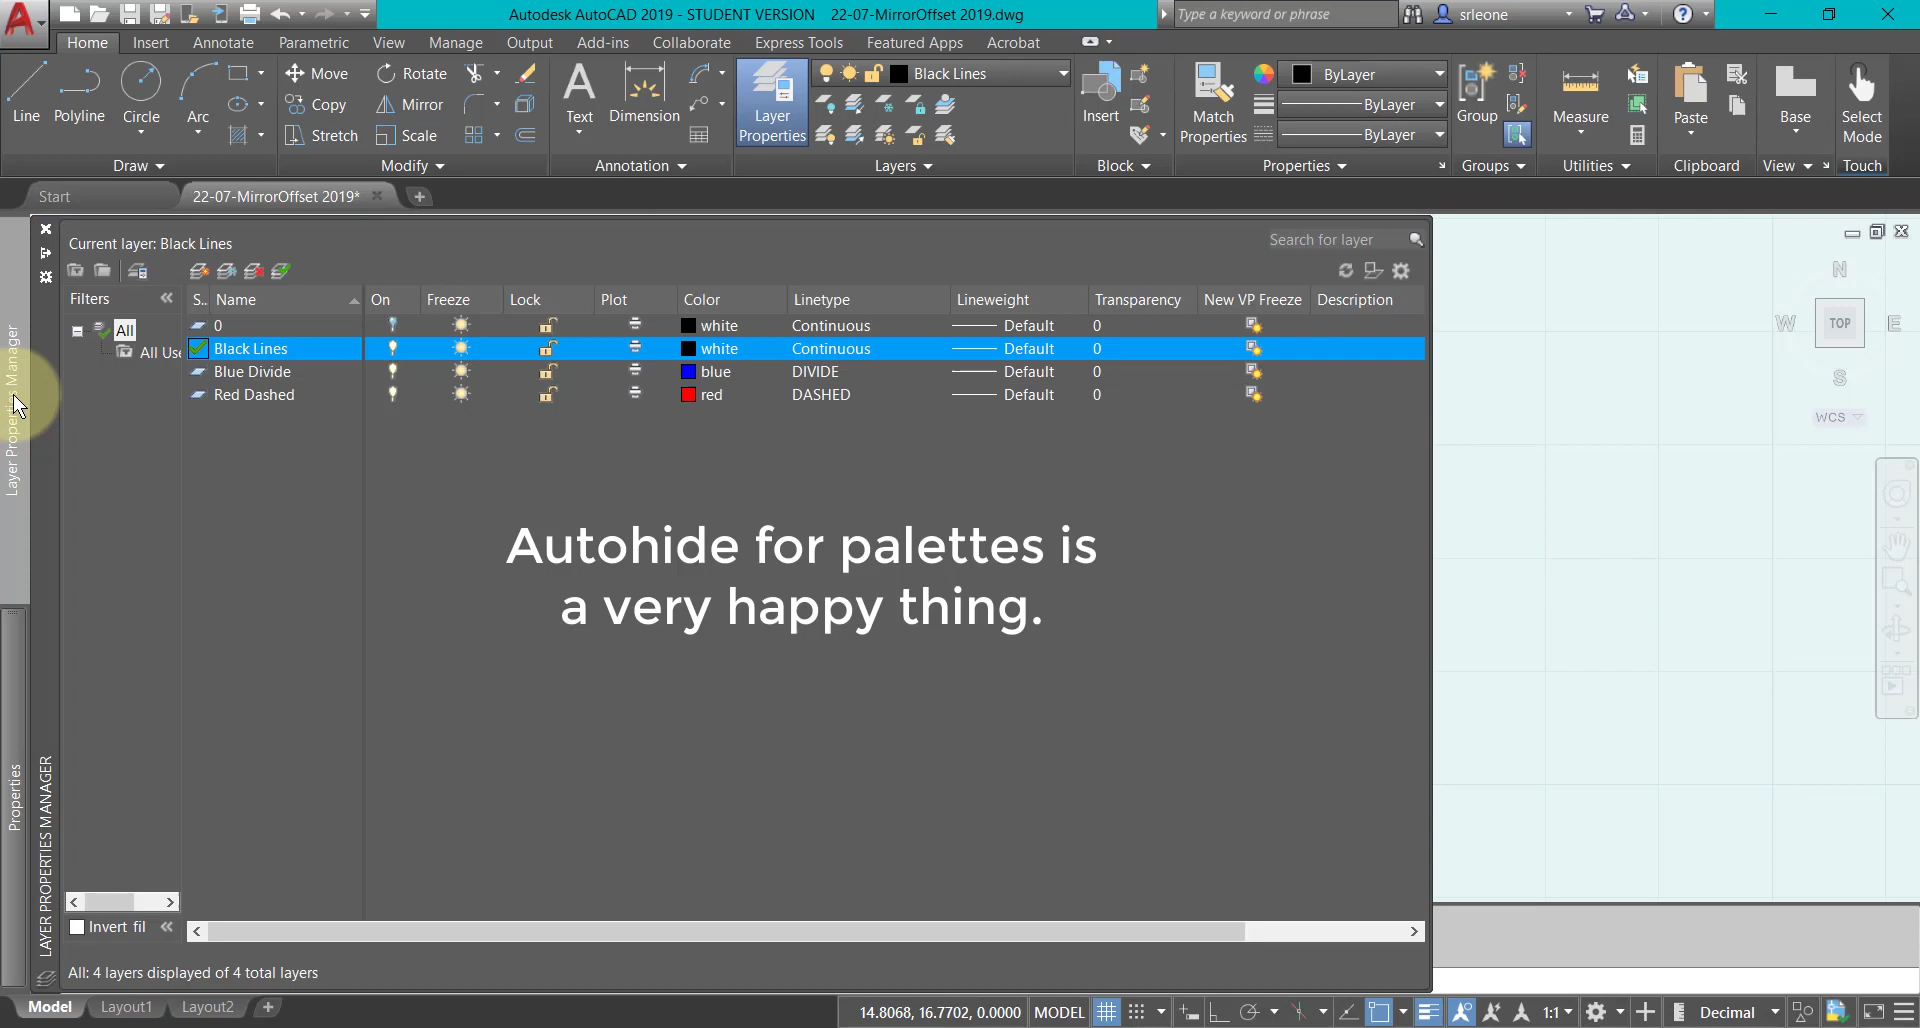 Autodesk AutoCAD 2019 - STUDENT VERSION 22-07-MirrorOffset 2019.dwg
Type a keyword or phrase
srleone
Home Insert Annotate Parametric View Manage Output Add-ins Collaborate Express Tools Featured Apps Acrobat
Line Polyline Circle Arc
Move Rotate
Copy Mirror
Stretch Scale
Text Dimension
Layer Properties
Black Lines
Insert
Match Properties
ByLayer
ByLayer
ByLayer
Group
Measure
Paste
Base
Select Mode
Draw Modify Annotation Layers Block Properties Groups Utilities Clipboard View Touch
Start 22-07-MirrorOffset 2019*
Current layer: Black Lines
Search for layer
Filters
All
All Use
S.. Name On Freeze Lock Plot Color Linetype Lineweight Transparency New VP Freeze Description
0 white Continuous Default 0
Black Lines white Continuous Default 0
Blue Divide blue DIVIDE Default 0
Red Dashed red DASHED Default 0
Autohide for palettes is
a very happy thing.
N
W TOP E
S
WCS
Layer Properties Manager
Properties
LAYER PROPERTIES MANAGER
Invert fil
All: 4 layers displayed of 4 total layers
Model Layout1 Layout2
14.8068, 16.7702, 0.0000 MODEL 1:1 Decimal